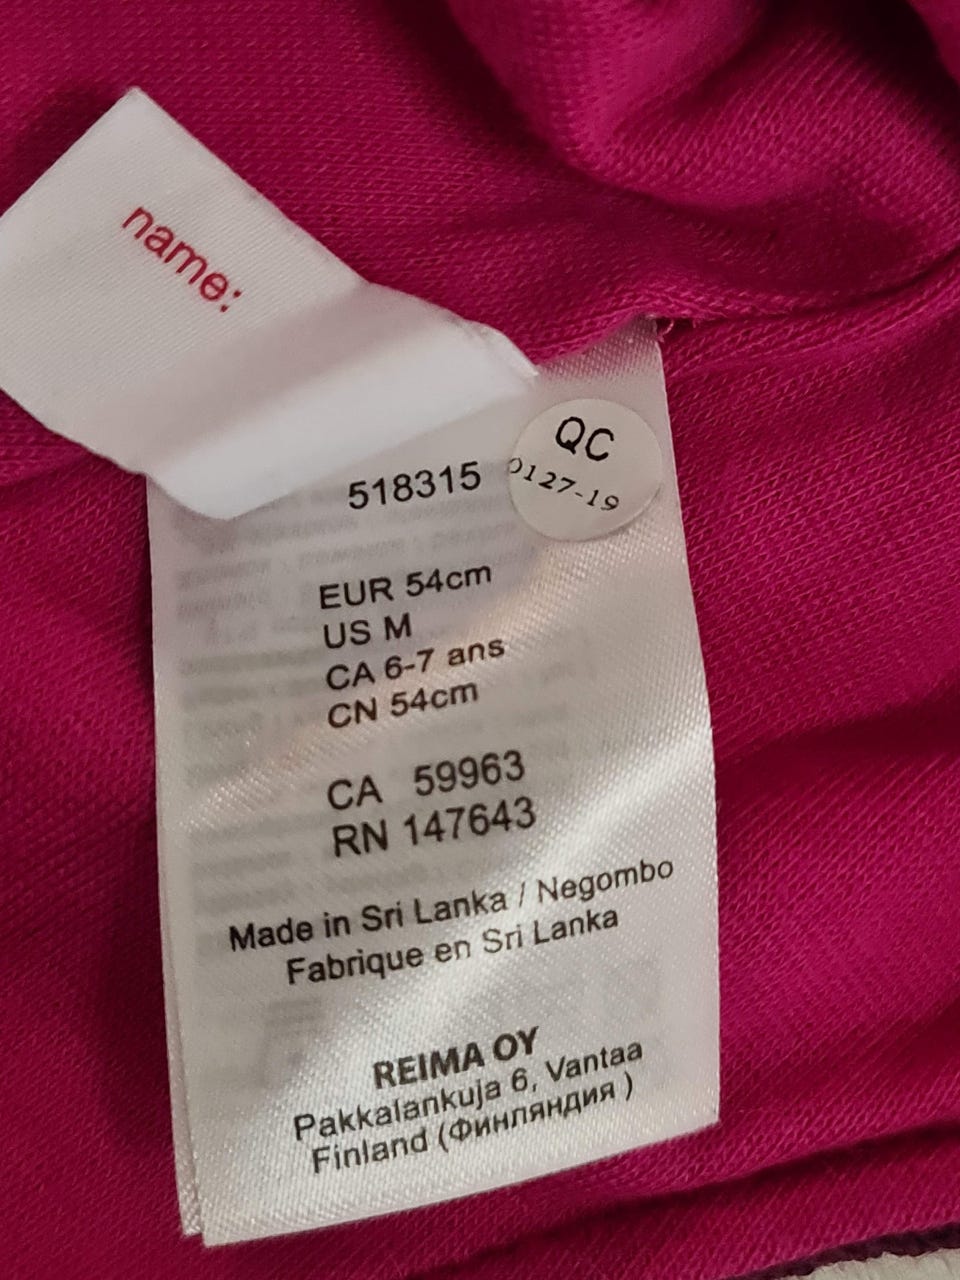 name:
518315
QC
0127-19
EUR 54cm
US M
CA 6-7 ans
CN 54cm
CA 59963
RN 147643
Made in Sri Lanka / Negombo
Fabrique en Sri Lanka
REIMA OY
Pakkalankuja 6, Vantaa
Finland (Финляндия )